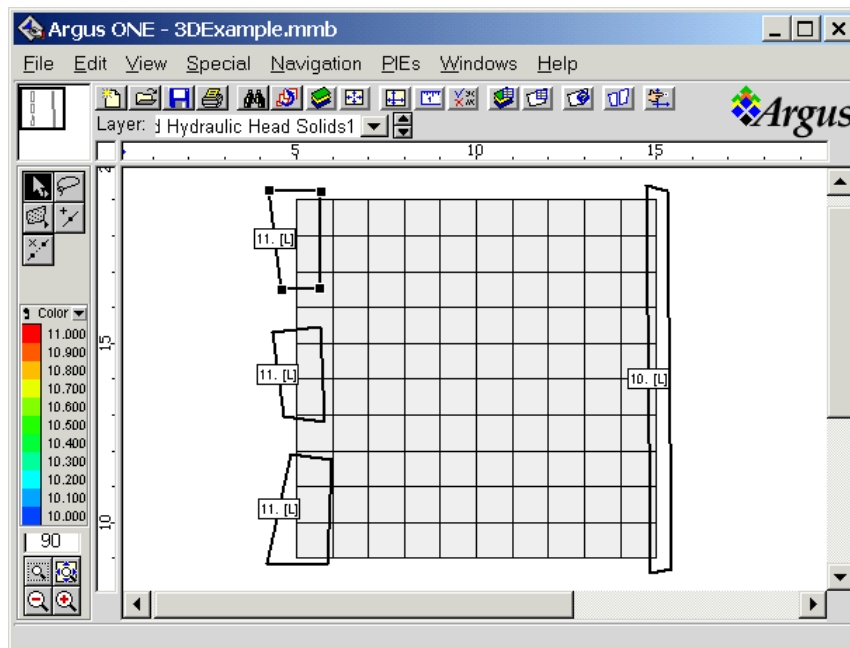 Argus ONE - 3DExample.mmb
File Edit View Special Navigation PIEs Windows Help
Argus
Layer: d Hydraulic Head Solids1
5 10 15
11. [L]
15
11. [L]
10. [L]
10
11. [L]
Color
11.000
10.900
10.800
10.700
10.600
10.500
10.400
10.300
10.200
10.100
10.000
90